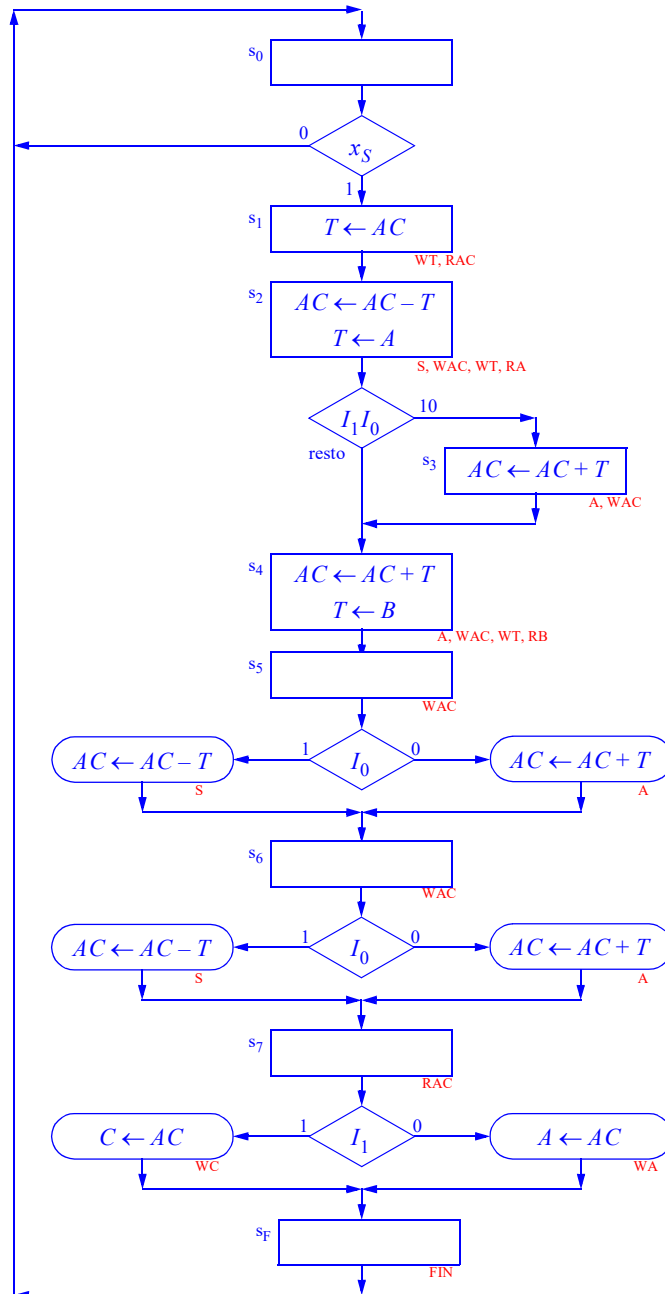 s0
0
xS
1
s1
T ← AC
WT, RAC
s2
AC ← AC – T
T ← A
S, WAC, WT, RA
I1I0
10
resto
s3
AC ← AC + T
A, WAC
s4
AC ← AC + T
T ← B
A, WAC, WT, RB
s5
WAC
AC ← AC – T
1
I0
0
AC ← AC + T
S
A
s6
WAC
AC ← AC – T
1
I0
0
AC ← AC + T
S
A
s7
RAC
C ← AC
1
I1
0
A ← AC
WC
WA
sF
FIN